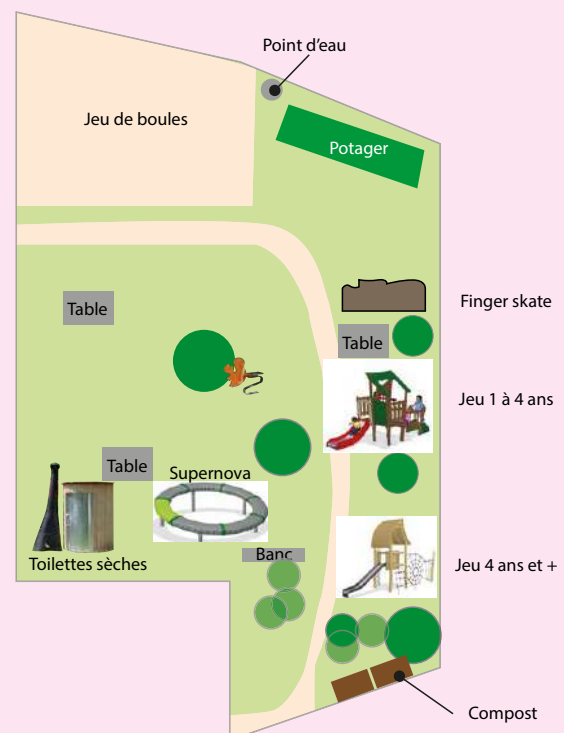 Point d'eau
Jeu de boules
Potager
Finger skate
Table
Table
Jeu 1 à 4 ans
Table
Supernova
Banc
Toilettes sèches
Jeu 4 ans et +
Compost